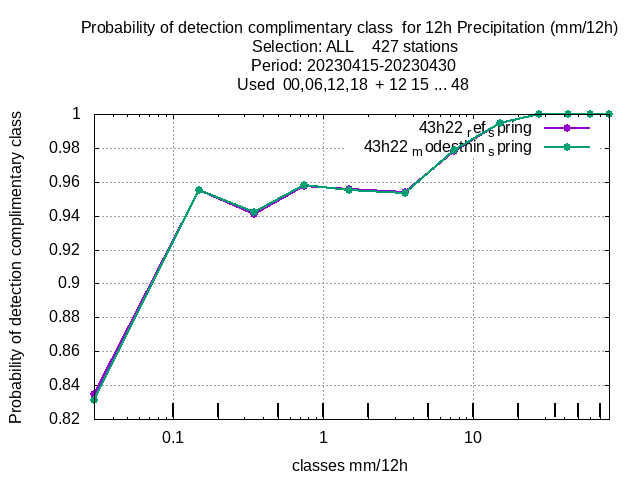 Probability of detection complimentary class  for 12h Precipitation (mm/12h)
Selection: ALL    427 stations
Period: 20230415-20230430
Used  00,06,12,18  + 12 15 ... 48
Probability of detection complimentary class
1
0.98
0.96
0.94
0.92
0.9
0.88
0.86
0.84
0.82
43h22 ref spring
43h22 modesthin spring
0.1
1
10
classes mm/12h